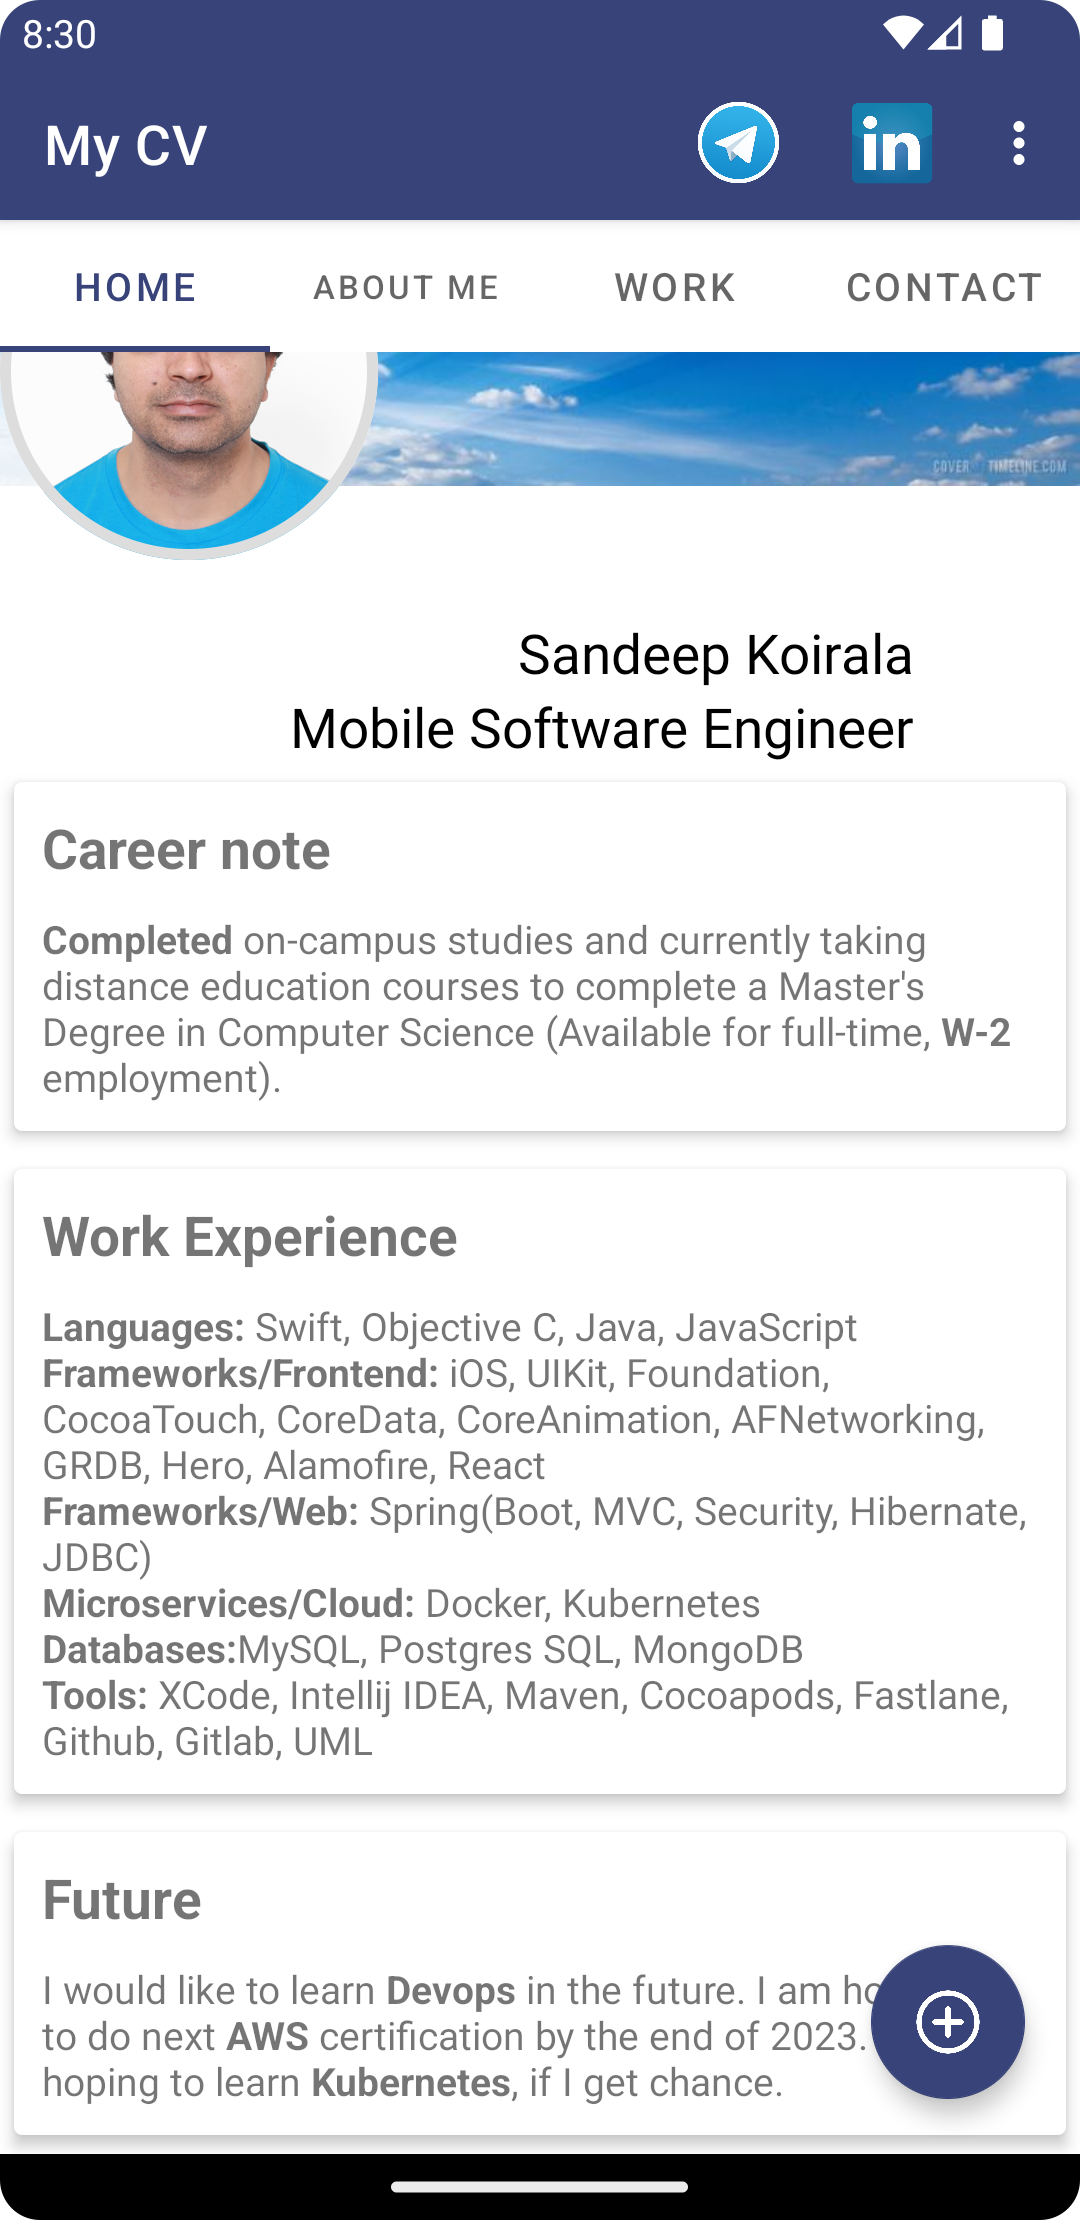 8:30
My CV
in
HOME
ABOUT ME
WORK
CONTACT
COVER TIMELINE.COM
Sandeep Koirala
Mobile Software Engineer
Career note
Completed on-campus studies and currently taking
distance education courses to complete a Master's
Degree in Computer Science (Available for full-time, W-2
employment).
Work Experience
Languages: Swift, Objective C, Java, JavaScript
Frameworks/Frontend: iOS, UIKit, Foundation,
CocoaTouch, CoreData, CoreAnimation, AFNetworking,
GRDB, Hero, Alamofire, React
Frameworks/Web: Spring(Boot, MVC, Security, Hibernate,
JDBC)
Microservices/Cloud: Docker, Kubernetes
Databases:MySQL, Postgres SQL, MongoDB
Tools: XCode, Intellij IDEA, Maven, Cocoapods, Fastlane,
Github, Gitlab, UML
Future
I would like to learn Devops in the future. I am
to do next AWS certification by the end of 2023.
hoping to learn Kubernetes, if I get chance.